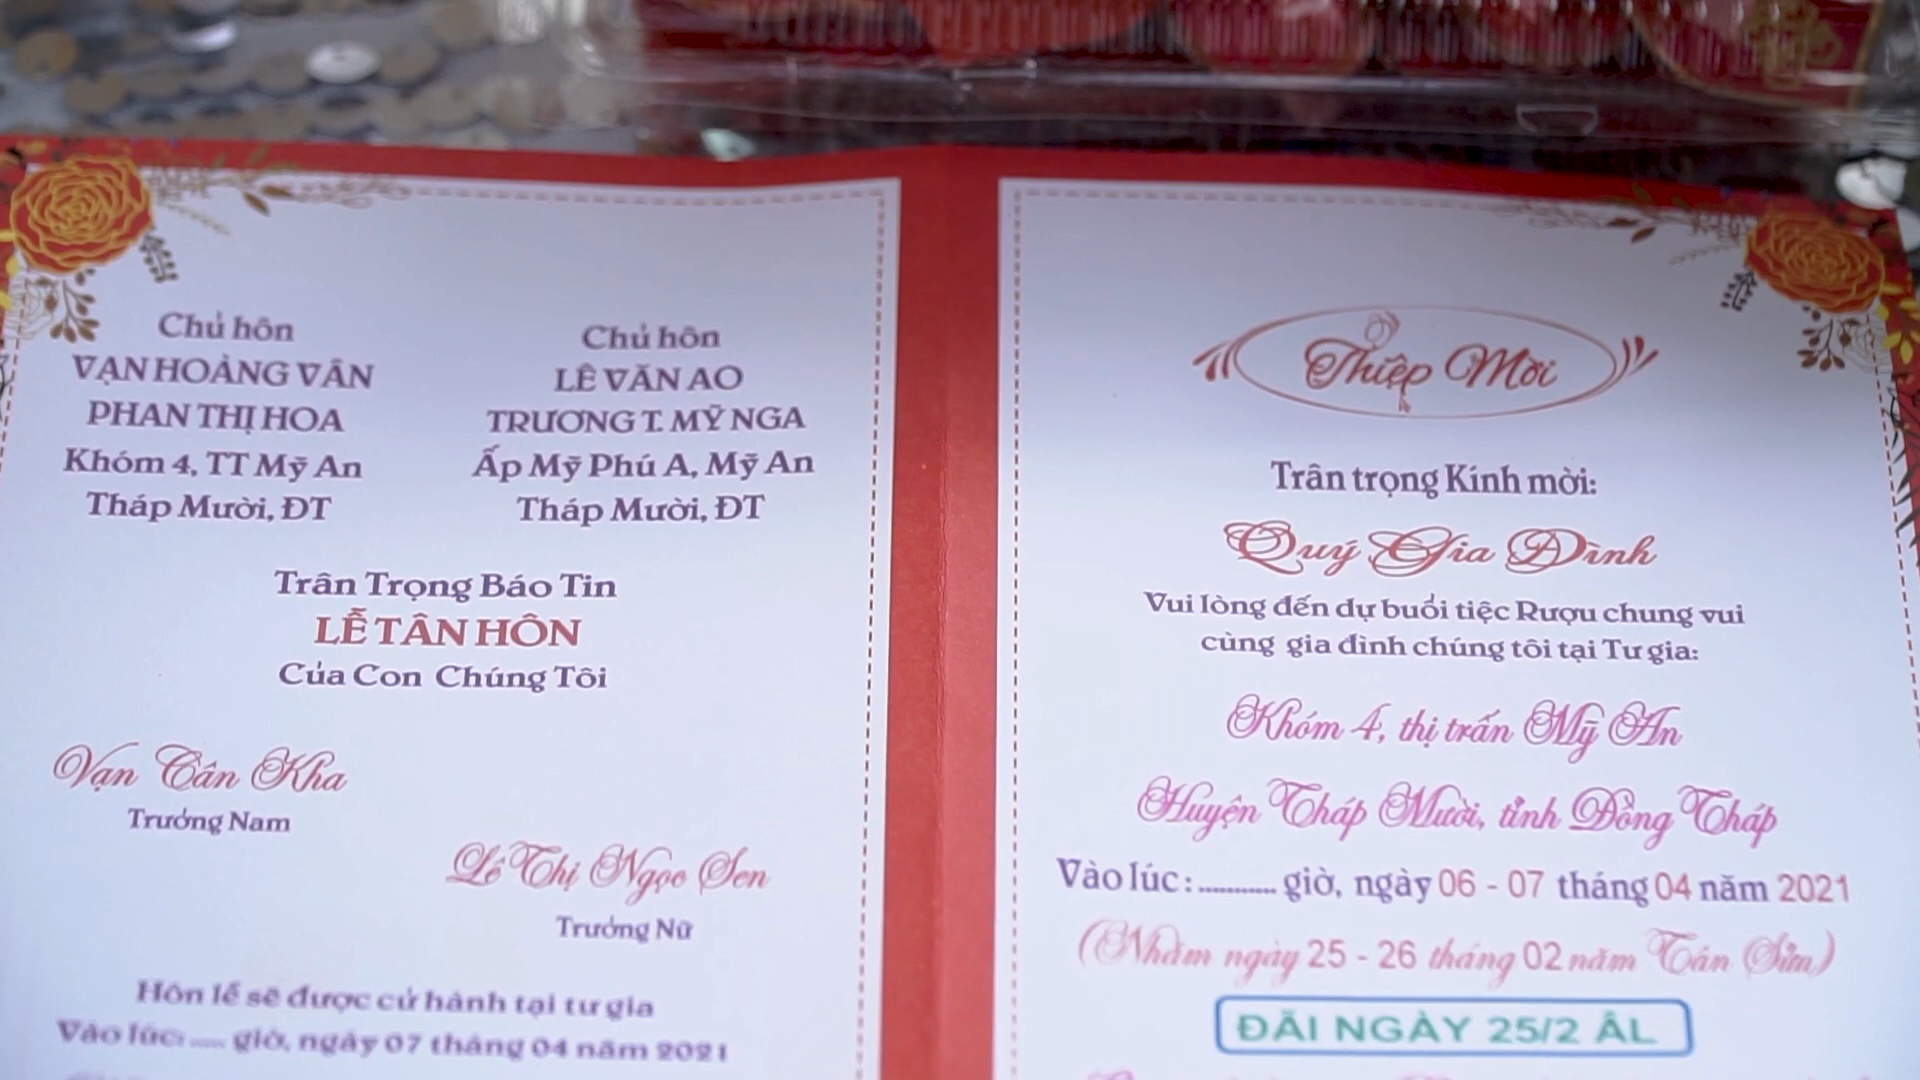 Chủ hôn
VẠN HOÀNG VÂN
PHAN THỊ HOA
Khóm 4, TT Mỹ An
Tháp Mười, ĐT
Chủ hôn
LÊ VĂN AO
TRƯƠNG T. MỸ NGA
Ấp Mỹ Phú A, Mỹ An
Tháp Mười, ĐT
Trân Trọng Báo Tin
LỄ TÂN HÔN
Của Con Chúng Tôi
Vạn Tấn Kha
Trưởng Nam
Lê Thị Ngọc Sen
Trưởng Nữ
Hôn lễ sẽ được cử hành tại tư gia
Vào lúc: ...... giờ, ngày 07 tháng 04 năm 2021
Thiệp Mời
Trân trọng Kính mời:
Quý Gia Đình
Vui lòng đến dự buổi tiệc Rượu chung vui
cùng gia đình chúng tôi tại Tư gia:
Khóm 4, thị trấn Mỹ An
Huyện Tháp Mười, tỉnh Đồng Tháp
Vào lúc: ........... giờ, ngày 06 - 07 tháng 04 năm 2021
(Nhằm ngày 25 - 26 tháng 02 năm Tân Sửu)
ĐÃI NGÀY 25/2 ÂL